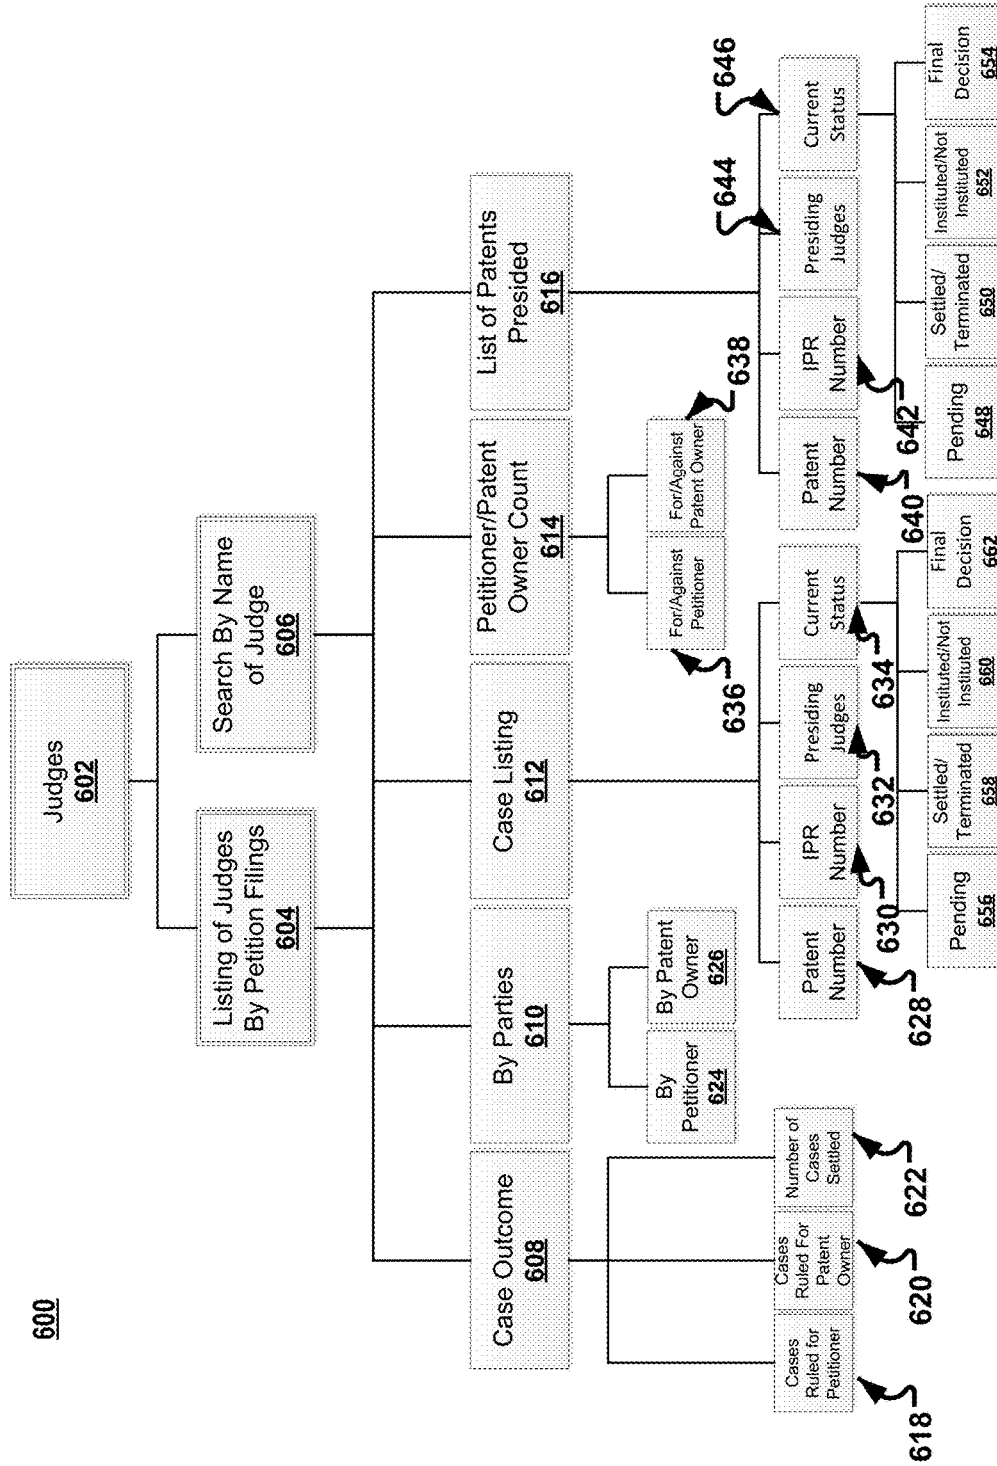 600
Judges
602
Listing of Judges
By Petition Filings
604
Search By Name
of Judge
606
Case Outcome
608
By Parties
610
Case Listing
612
Petitioner/Patent
Owner Count
614
List of Patents
Presided
616
Cases
Ruled for
Petitioner
618
Cases
Ruled For
Patent
Owner
620
Number of
Cases
Settled
622
By
Petitioner
624
By Patent
Owner
626
Patent
Number
628
IPR
Number
630
Presiding
Judges
632
Current
Status
634
Pending
656
Settled/
Terminated
658
Instituted/Not
Instituted
660
Final
Decision
662
For/Against
Petitioner
636
For/Against
Patent Owner
638
Patent
Number
640
IPR
Number
642
Presiding
Judges
644
Current
Status
646
Pending
648
Settled/
Terminated
650
Instituted/Not
Instituted
652
Final
Decision
654